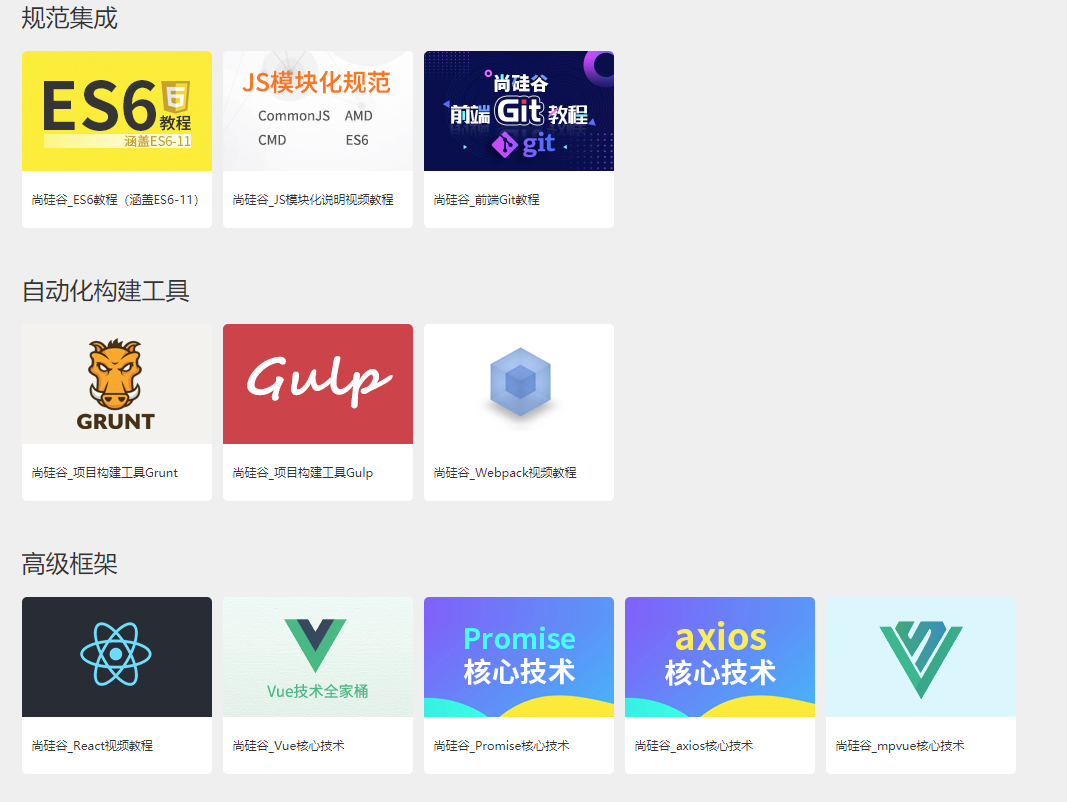 规范集成
ES6
教程
涵盖ES6-11
JS模块化规范
CommonJS AMD
CMD ES6
尚硅谷
前端Git教程
git
尚硅谷_ES6教程（涵盖ES6-11）
尚硅谷_JS模块化说明视频教程
尚硅谷_前端Git教程
自动化构建工具
GRUNT
Gulp
尚硅谷_项目构建工具Grunt
尚硅谷_项目构建工具Gulp
尚硅谷_Webpack视频教程
高级框架
Vue技术全家桶
Promise
核心技术
axios
核心技术
尚硅谷_React视频教程
尚硅谷_Vue核心技术
尚硅谷_Promise核心技术
尚硅谷_axios核心技术
尚硅谷_mpvue核心技术